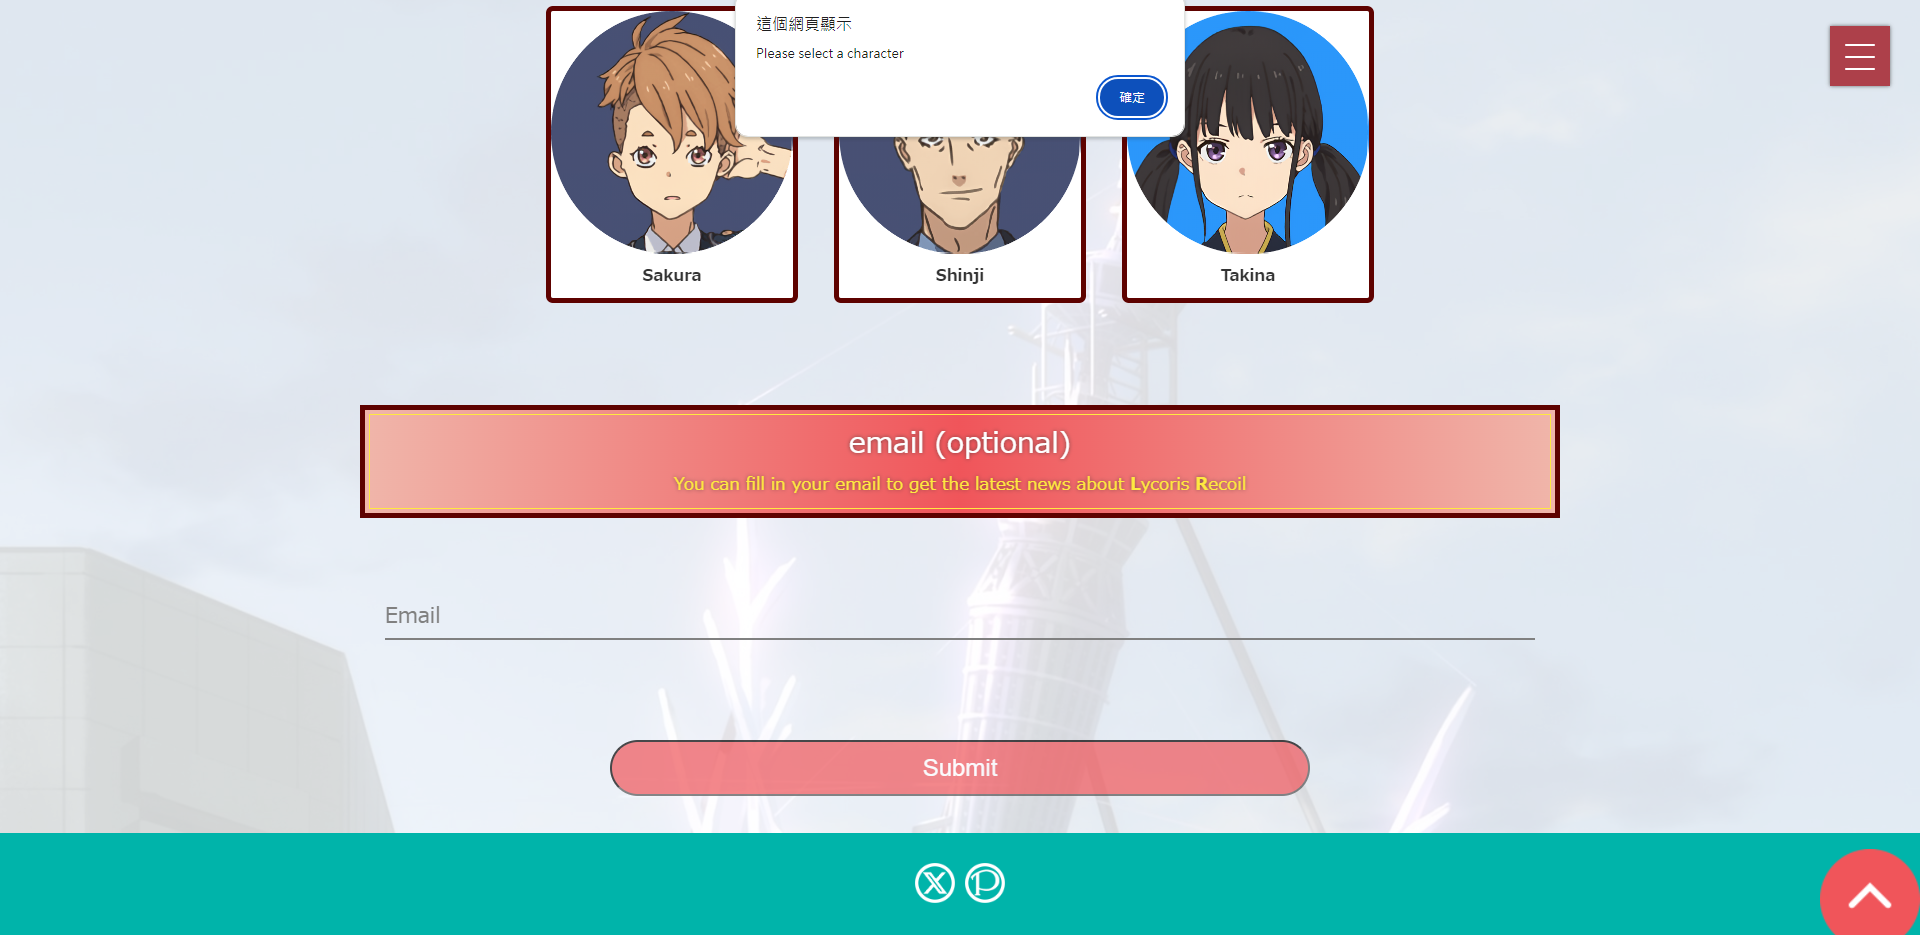 這個網頁顯示
Please select a character
確定
Sakura
Shinji
Takina
email (optional)
You can fill in your email to get the latest news about Lycoris Recoil
Email
Submit